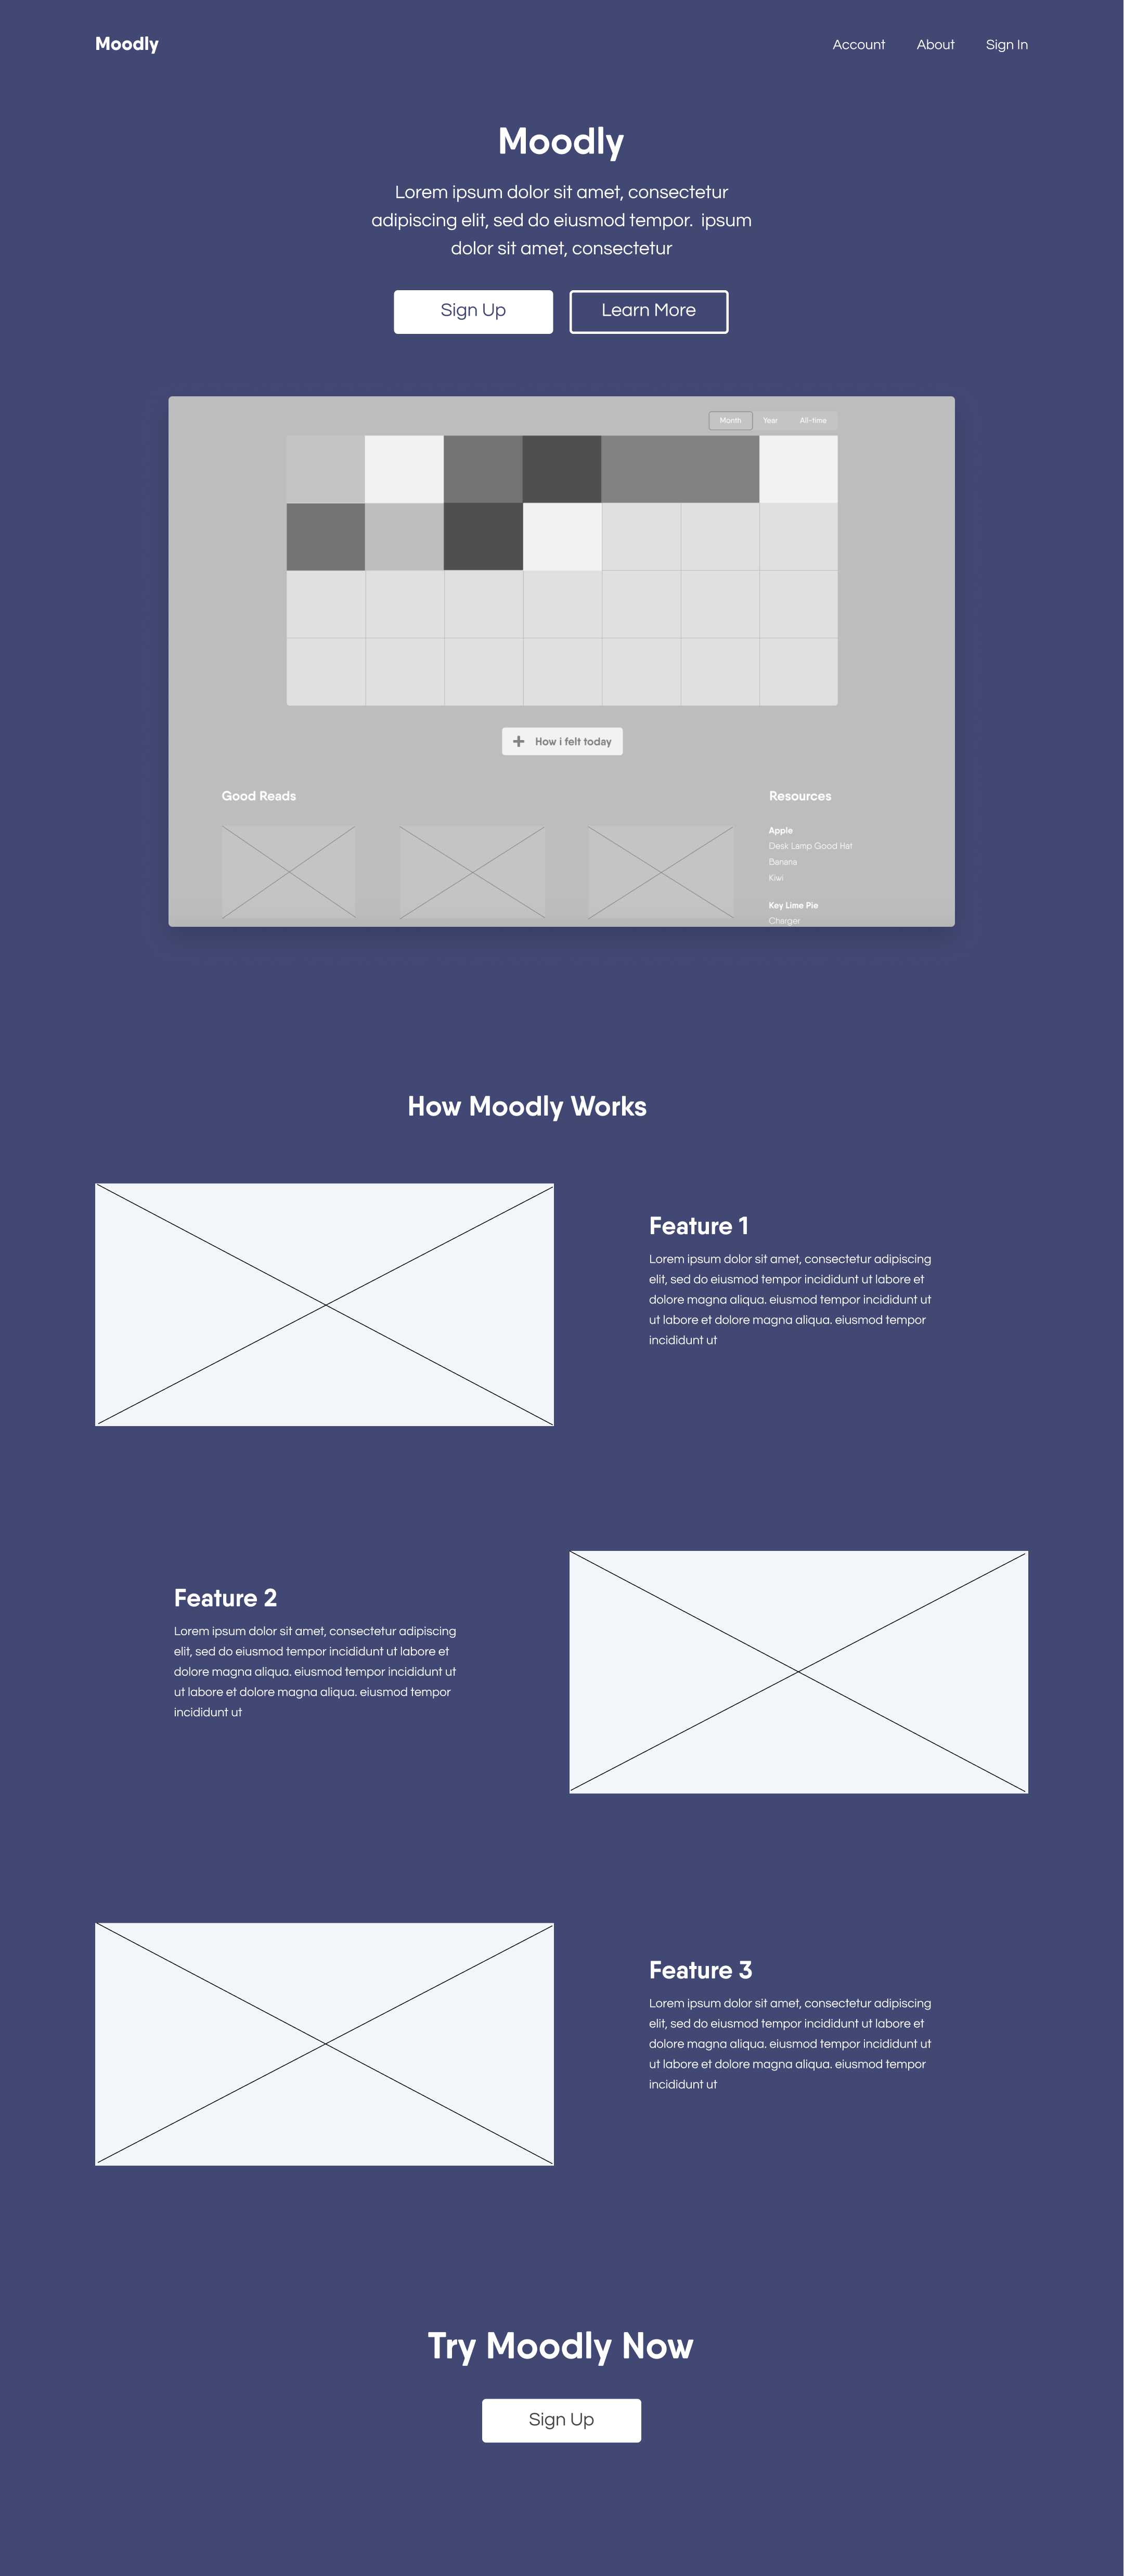 Moodly
Account About Sign In
Moodly
Lorem ipsum dolor sit amet, consectetur
adipiscing elit, sed do eiusmod tempor. ipsum
dolor sit amet, consectetur
Sign Up
Learn More
Month Year All-time
How i felt today
Good Reads
Resources
Apple
Desk Lamp Good Hat
Banana
Kiwi
Key Lime Pie
Charger
How Moodly Works
Feature 1
Lorem ipsum dolor sit amet, consectetur adipiscing
elit, sed do eiusmod tempor incididunt ut labore et
dolore magna aliqua. eiusmod tempor incididunt ut
ut labore et dolore magna aliqua. eiusmod tempor
incididunt ut
Feature 2
Lorem ipsum dolor sit amet, consectetur adipiscing
elit, sed do eiusmod tempor incididunt ut labore et
dolore magna aliqua. eiusmod tempor incididunt ut
ut labore et dolore magna aliqua. eiusmod tempor
incididunt ut
Feature 3
Lorem ipsum dolor sit amet, consectetur adipiscing
elit, sed do eiusmod tempor incididunt ut labore et
dolore magna aliqua. eiusmod tempor incididunt ut
ut labore et dolore magna aliqua. eiusmod tempor
incididunt ut
Try Moodly Now
Sign Up